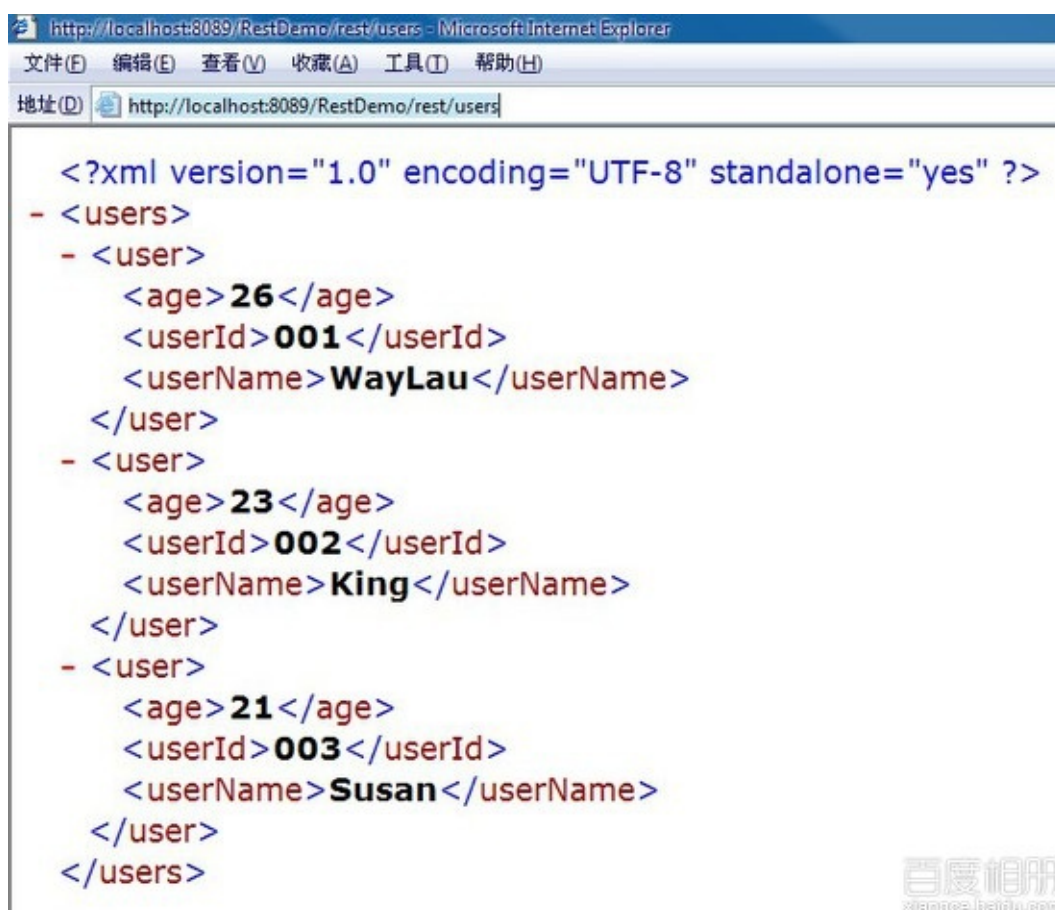 http://localhost:8089/RestDemo/rest/users - Microsoft Internet Explorer
文件(F) 编辑(E) 查看(V) 收藏(A) 工具(T) 帮助(H)
地址(D) http://localhost:8089/RestDemo/rest/users
<?xml version="1.0" encoding="UTF-8" standalone="yes" ?>
- <users>
- <user>
<age>26</age>
<userId>001</userId>
<userName>WayLau</userName>
</user>
- <user>
<age>23</age>
<userId>002</userId>
<userName>King</userName>
</user>
- <user>
<age>21</age>
<userId>003</userId>
<userName>Susan</userName>
</user>
</users>
百度相册